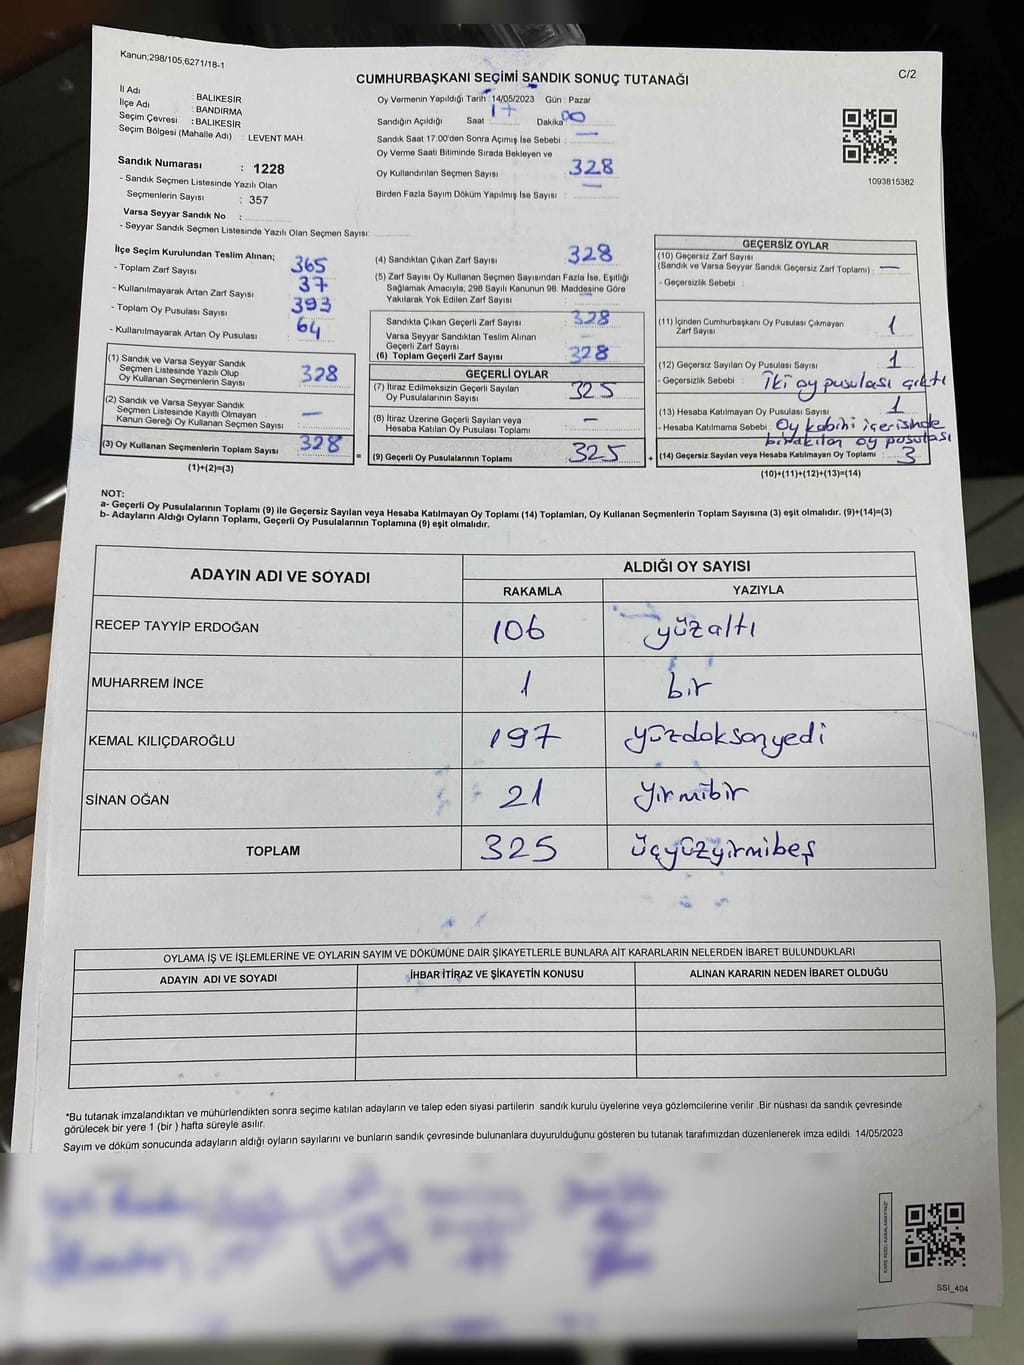 Kanun;298/105,6271/18-1
C/2
CUMHURBAŞKANI SEÇİMİ SANDIK SONUÇ TUTANAĞI
İl Adı : BALIKESİR
İlçe Adı : BANDIRMA
Seçim Çevresi : BALIKESİR
Seçim Bölgesi (Mahalle Adı) : LEVENT MAH.
Sandık Numarası : 1228
- Sandık Seçmen Listesinde Yazılı Olan
Seçmenlerin Sayısı : 357
Varsa Seyyar Sandık No :
- Seyyar Sandık Seçmen Listesinde Yazılı Olan Seçmen Sayısı:
Oy Vermenin Yapıldığı Tarih :14/05/2023 Gün : Pazar
Sandığın Açıldığı Saat 17 Dakika 00
Sandık Saat 17:00'den Sonra Açımış İse Sebebi : —
Oy Verme Saati Bitiminde Sırada Bekleyen ve
Oy Kullandırılan Seçmen Sayısı : 328
Birden Fazla Sayım Döküm Yapılmış İse Sayısı : —
1093815382
İlçe Seçim Kurulundan Teslim Alınan;
- Toplam Zarf Sayısı : 365
- Kullanılmayarak Artan Zarf Sayısı : 37
- Toplam Oy Pusulası Sayısı : 393
- Kullanılmayarak Artan Oy Pusulası : 64
(1) Sandık ve Varsa Seyyar Sandık
Seçmen Listesinde Yazılı Olup
Oy Kullanan Seçmenlerin Sayısı : 328
(2) Sandık ve Varsa Seyyar Sandık
Seçmen Listesinde Kayıtlı Olmayan
Kanun Gereği Oy Kullanan Seçmen Sayısı : —
(3) Oy Kullanan Seçmenlerin Toplam Sayısı : 328
(1)+(2)=(3)
=
(4) Sandıktan Çıkan Zarf Sayısı : 328
(5) Zarf Sayısı Oy Kullanan Seçmen Sayısından Fazla İse, Eşitliği
Sağlamak Amacıyla, 298 Sayılı Kanunun 98. Maddesine Göre
Yakılarak Yok Edilen Zarf Sayısı : —
Sandıkta Çıkan Geçerli Zarf Sayısı : 328
Varsa Seyyar Sandıktan Teslim Alınan
Geçerli Zarf Sayısı : —
(6) Toplam Geçerli Zarf Sayısı : 328
GEÇERLİ OYLAR
(7) İtiraz Edilmeksizin Geçerli Sayılan
Oy Pusulalarının Sayısı : 325
(8) İtiraz Üzerine Geçerli Sayılan veya
Hesaba Katılan Oy Pusulası Toplamı : —
(9) Geçerli Oy Pusulalarının Toplamı : 325
+
GEÇERSİZ OYLAR
(10) Geçersiz Zarf Sayısı
(Sandık ve Varsa Seyyar Sandık Geçersiz Zarf Toplamı) : —
- Geçersizlik Sebebi :
(11) İçinden Cumhurbaşkanı Oy Pusulası Çıkmayan
Zarf Sayısı : 1
(12) Geçersiz Sayılan Oy Pusulası Sayısı : 1
- Geçersizlik Sebebi : İki oy pusulası çıktı
(13) Hesaba Katılmayan Oy Pusulası Sayısı : 1
- Hesaba Katılmama Sebebi : Oy kabini içerisinde
bırakılan oy pusulası
(14) Geçersiz Sayılan veya Hesaba Katılmayan Oy Toplamı : 3
(10)+(11)+(12)+(13)=(14)
NOT:
a- Geçerli Oy Pusulalarının Toplamı (9) ile Geçersiz Sayılan veya Hesaba Katılmayan Oy Toplamı (14) Toplamları, Oy Kullanan Seçmenlerin Toplam Sayısına (3) eşit olmalıdır. (9)+(14)=(3)
b- Adayların Aldığı Oyların Toplamı, Geçerli Oy Pusulalarının Toplamına (9) eşit olmalıdır.
ADAYIN ADI VE SOYADI
ALDIĞI OY SAYISI
RAKAMLA YAZIYLA
RECEP TAYYİP ERDOĞAN 106 yüzaltı
MUHARREM İNCE 1 bir
KEMAL KILIÇDAROĞLU 197 yüzdoksanyedi
SİNAN OĞAN 21 yirmibir
TOPLAM 325 üçyüzyirmibeş
OYLAMA İŞ VE İŞLEMLERİNE VE OYLARIN SAYIM VE DÖKÜMÜNE DAİR ŞİKAYETLERLE BUNLARA AİT KARARLARIN NELERDEN İBARET BULUNDUKLARI
ADAYIN ADI VE SOYADI İHBAR İTİRAZ VE ŞİKAYETİN KONUSU ALINAN KARARIN NEDEN İBARET OLDUĞU
*Bu tutanak imzalandıktan ve mühürlendikten sonra seçime katılan adayların ve talep eden siyasi partilerin sandık kurulu üyelerine veya gözlemcilerine verilir .Bir nüshası da sandık çevresinde
görülecek bir yere 1 (bir ) hafta süreyle asılır.
Sayım ve döküm sonucunda adayların aldığı oyların sayılarını ve bunların sandık çevresinde bulunanlara duyurulduğunu gösteren bu tutanak tarafımızdan düzenlenerek imza edildi. 14/05/2023
SSI_404